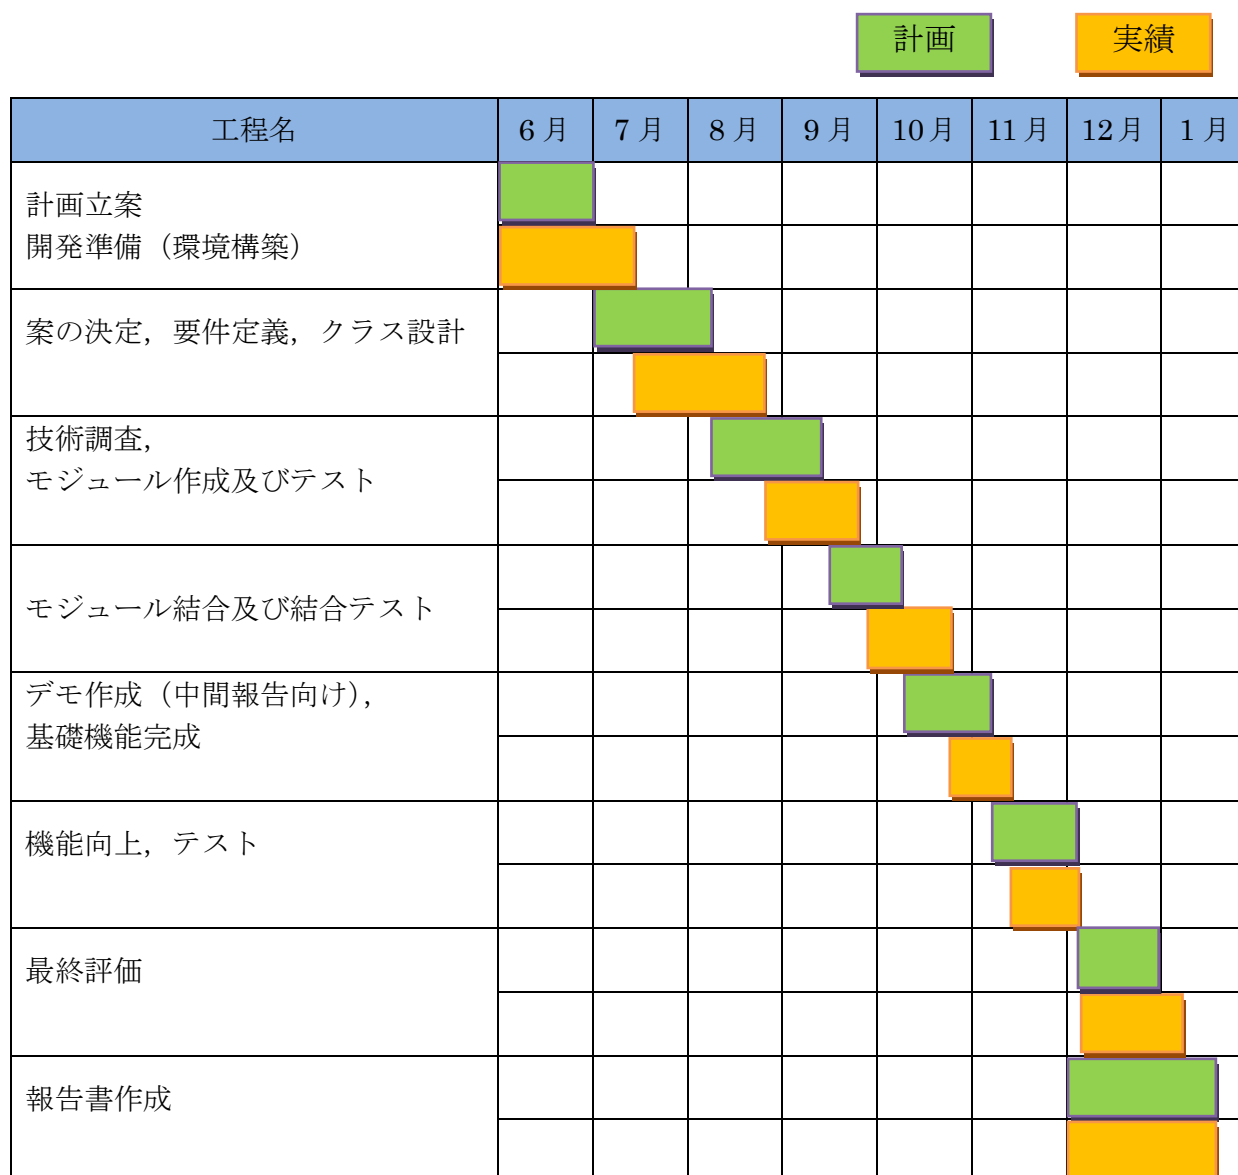 計画 実績
工程名 6月 7月 8月 9月 10月 11月 12月 1月
計画立案
開発準備（環境構築）
案の決定，要件定義，クラス設計
技術調査，
モジュール作成及びテスト
モジュール結合及び結合テスト
デモ作成（中間報告向け），
基礎機能完成
機能向上，テスト
最終評価
報告書作成